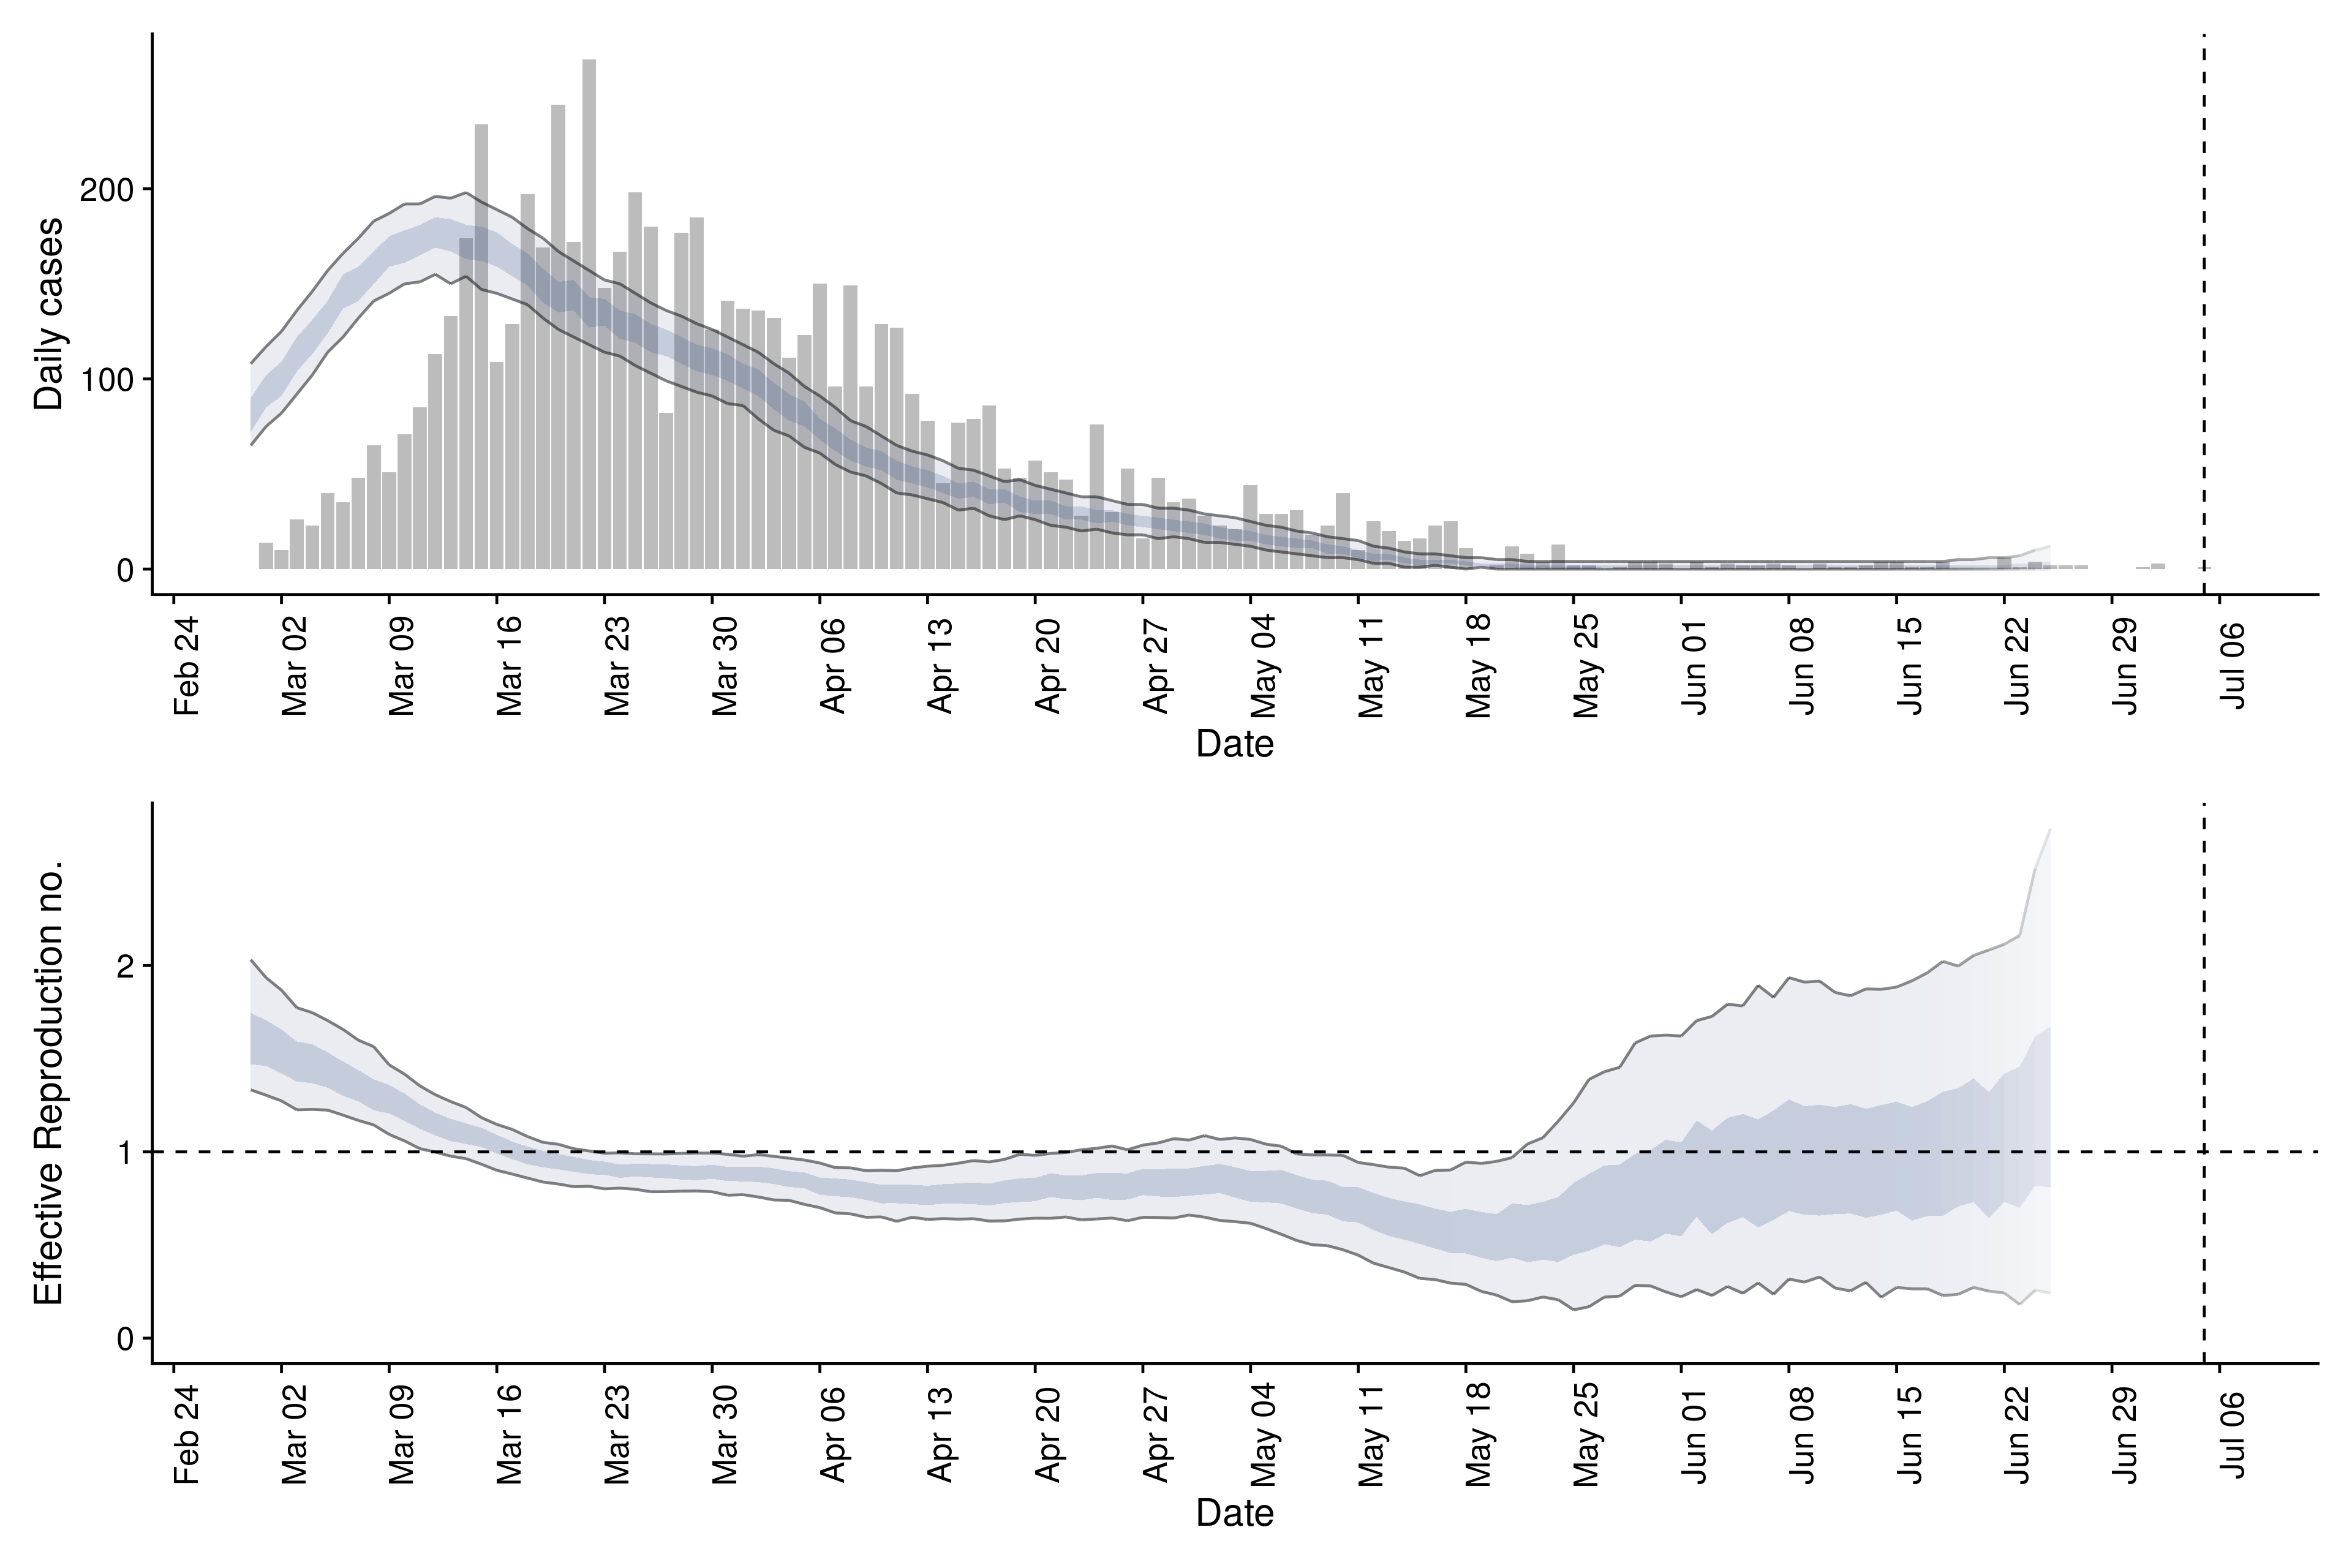 Daily cases
200
100
0
Feb 24
Mar 02
Mar 09
Mar 16
Mar 23
Mar 30
Apr 06
Apr 13
Apr 20
Apr 27
May 04
May 11
May 18
May 25
Jun 01
Jun 08
Jun 15
Jun 22
Jun 29
Jul 06
Date
Effective Reproduction no.
2
1
0
Feb 24
Mar 02
Mar 09
Mar 16
Mar 23
Mar 30
Apr 06
Apr 13
Apr 20
Apr 27
May 04
May 11
May 18
May 25
Jun 01
Jun 08
Jun 15
Jun 22
Jun 29
Jul 06
Date